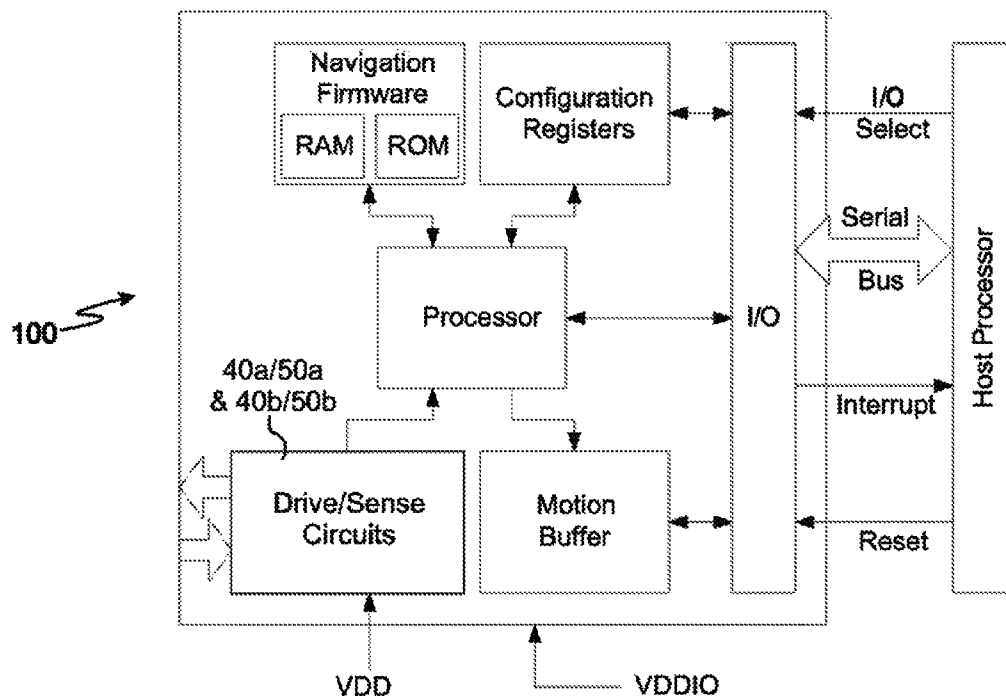 Navigation
Firmware
RAM
ROM
Configuration
Registers
I/O
Select
Serial
Bus
Processor
I/O
Host Processor
100
40a/50a
& 40b/50b
Interrupt
Drive/Sense
Circuits
Motion
Buffer
Reset
VDD
VDDIO